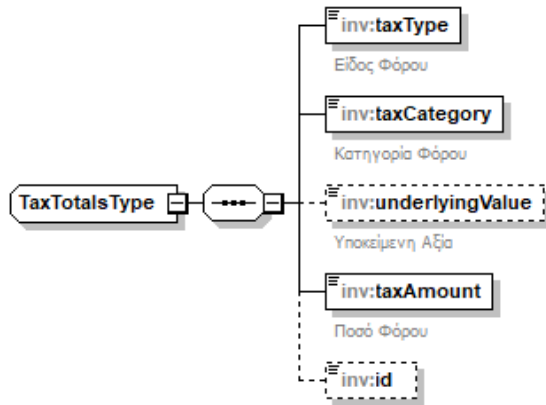 inv:taxType
Είδος Φόρου
inv:taxCategory
Κατηγορία Φόρου
TaxTotalsType
inv:underlyingValue
Υποκείμενη Αξία
inv:taxAmount
Ποσό Φόρου
inv:id